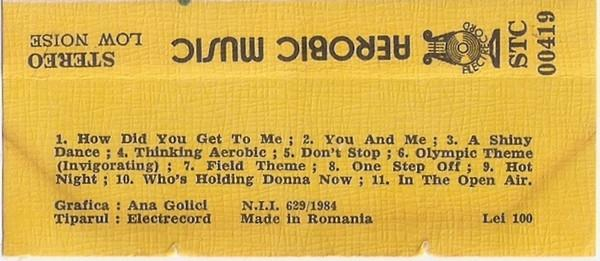 STEREO
LOW NOISE
AEROBIC MUSIC
ELECTRECORD
STC
00419
1. How Did You Get To Me ; 2. You And Me ; 3. A Shiny
Dance ; 4. Thinking Aerobic ; 5. Don't Stop ; 6. Olympic Theme
(Invigorating) ; 7. Field Theme ; 8. One Step Off ; 9. Hot
Night ; 10. Who's Holding Donna Now ; 11. In The Open Air.
Grafica : Ana Golici N.I.I. 629/1984
Tiparul : Electrecord Made in Romania Lei 100